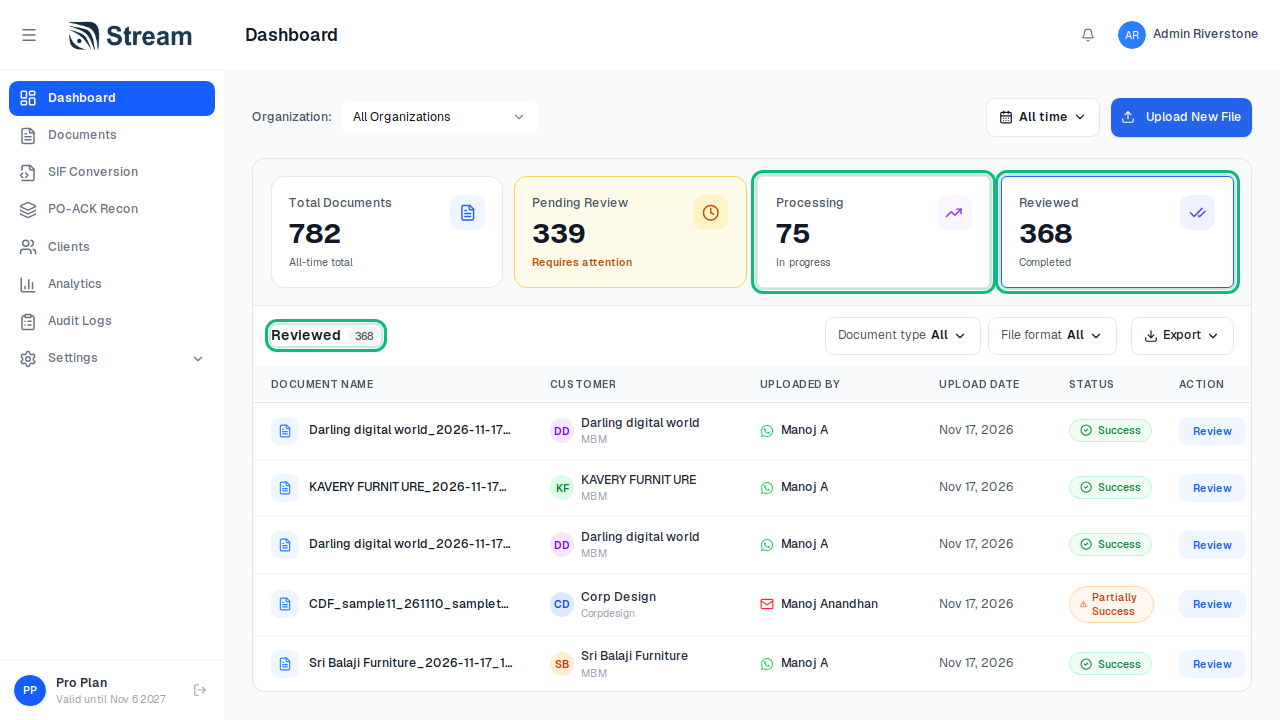 Stream
Dashboard
AR
Admin Riverstone
Dashboard
Documents
SIF Conversion
PO-ACK Recon
Clients
Analytics
Audit Logs
Settings
PP
Pro Plan
Valid until Nov 6 2027
Organization:
All Organizations
All time
Upload New File
Total Documents
782
All-time total
Pending Review
339
Requires attention
Processing
75
In progress
Reviewed
368
Completed
Reviewed 368
Document type All
File format All
Export
DOCUMENT NAME CUSTOMER UPLOADED BY UPLOAD DATE STATUS ACTION
Darling digital world_2026-11-17... DD Darling digital world Manoj A Nov 17, 2026 Success Review
MBM
KAVERY FURNITURE_2026-11-17... KF KAVERY FURNITURE Manoj A Nov 17, 2026 Success Review
MBM
Darling digital world_2026-11-17... DD Darling digital world Manoj A Nov 17, 2026 Success Review
MBM
CDF_sample11_261110_samplet... CD Corp Design Manoj Anandhan Nov 17, 2026 Partially Success Review
Corpdesign
Sri Balaji Furniture_2026-11-17_1... SB Sri Balaji Furniture Manoj A Nov 17, 2026 Success Review
MBM